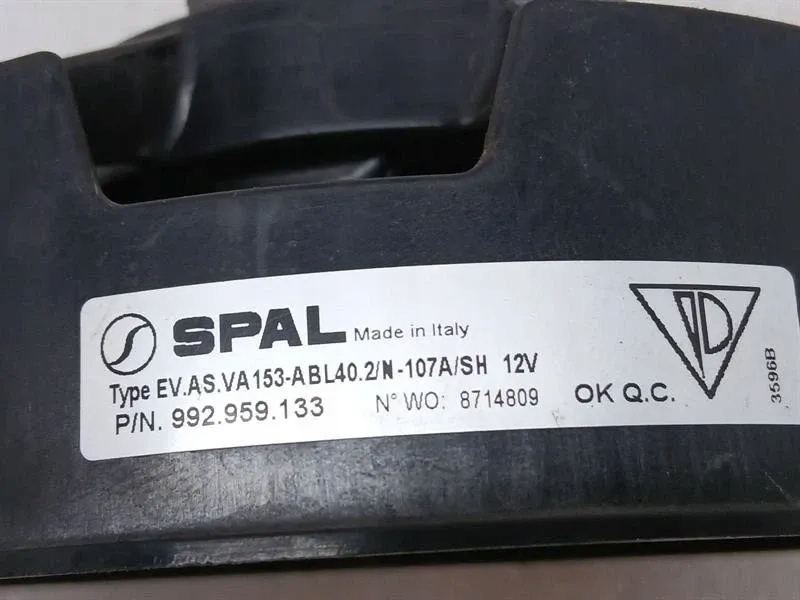 SPAL Made in Italy
Type EV.AS.VA153-ABL40.2/N-107A/SH 12V
P/N. 992.959.133 N° WO: 8714809 OK Q.C.
3596B